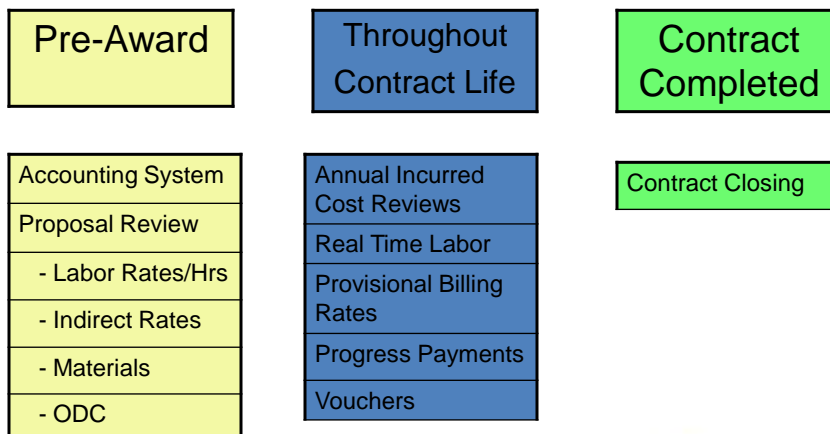 Pre-Award
Throughout
Contract Life
Contract
Completed
Accounting System
Proposal Review
- Labor Rates/Hrs
- Indirect Rates
- Materials
- ODC
Annual Incurred
Cost Reviews
Real Time Labor
Provisional Billing
Rates
Progress Payments
Vouchers
Contract Closing